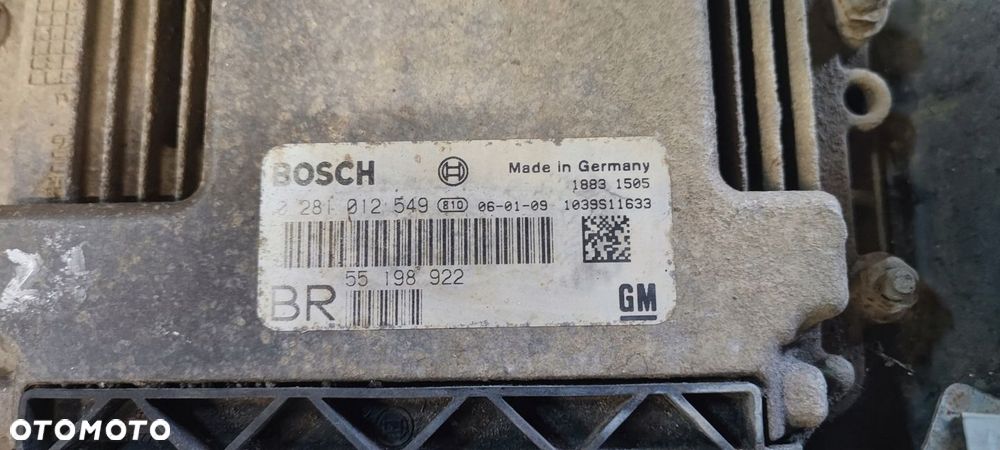 BOSCH
Made in Germany
1883 1505
281 012 549 810 06-01-09 1039S11633
55 198 922
BR
GM
21
OTOMOTO